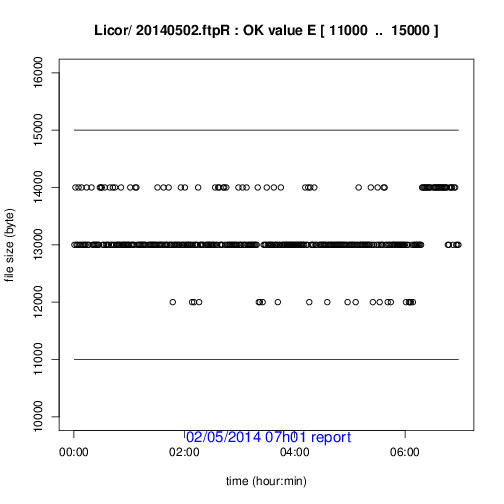 Licor/ 20140502.ftpR : OK value E [ 11000 .. 15000 ]
16000
15000
14000
13000
12000
11000
10000
file size (byte)
02/05/2014 07h01 report
00:00 02:00 04:00 06:00
time (hour:min)